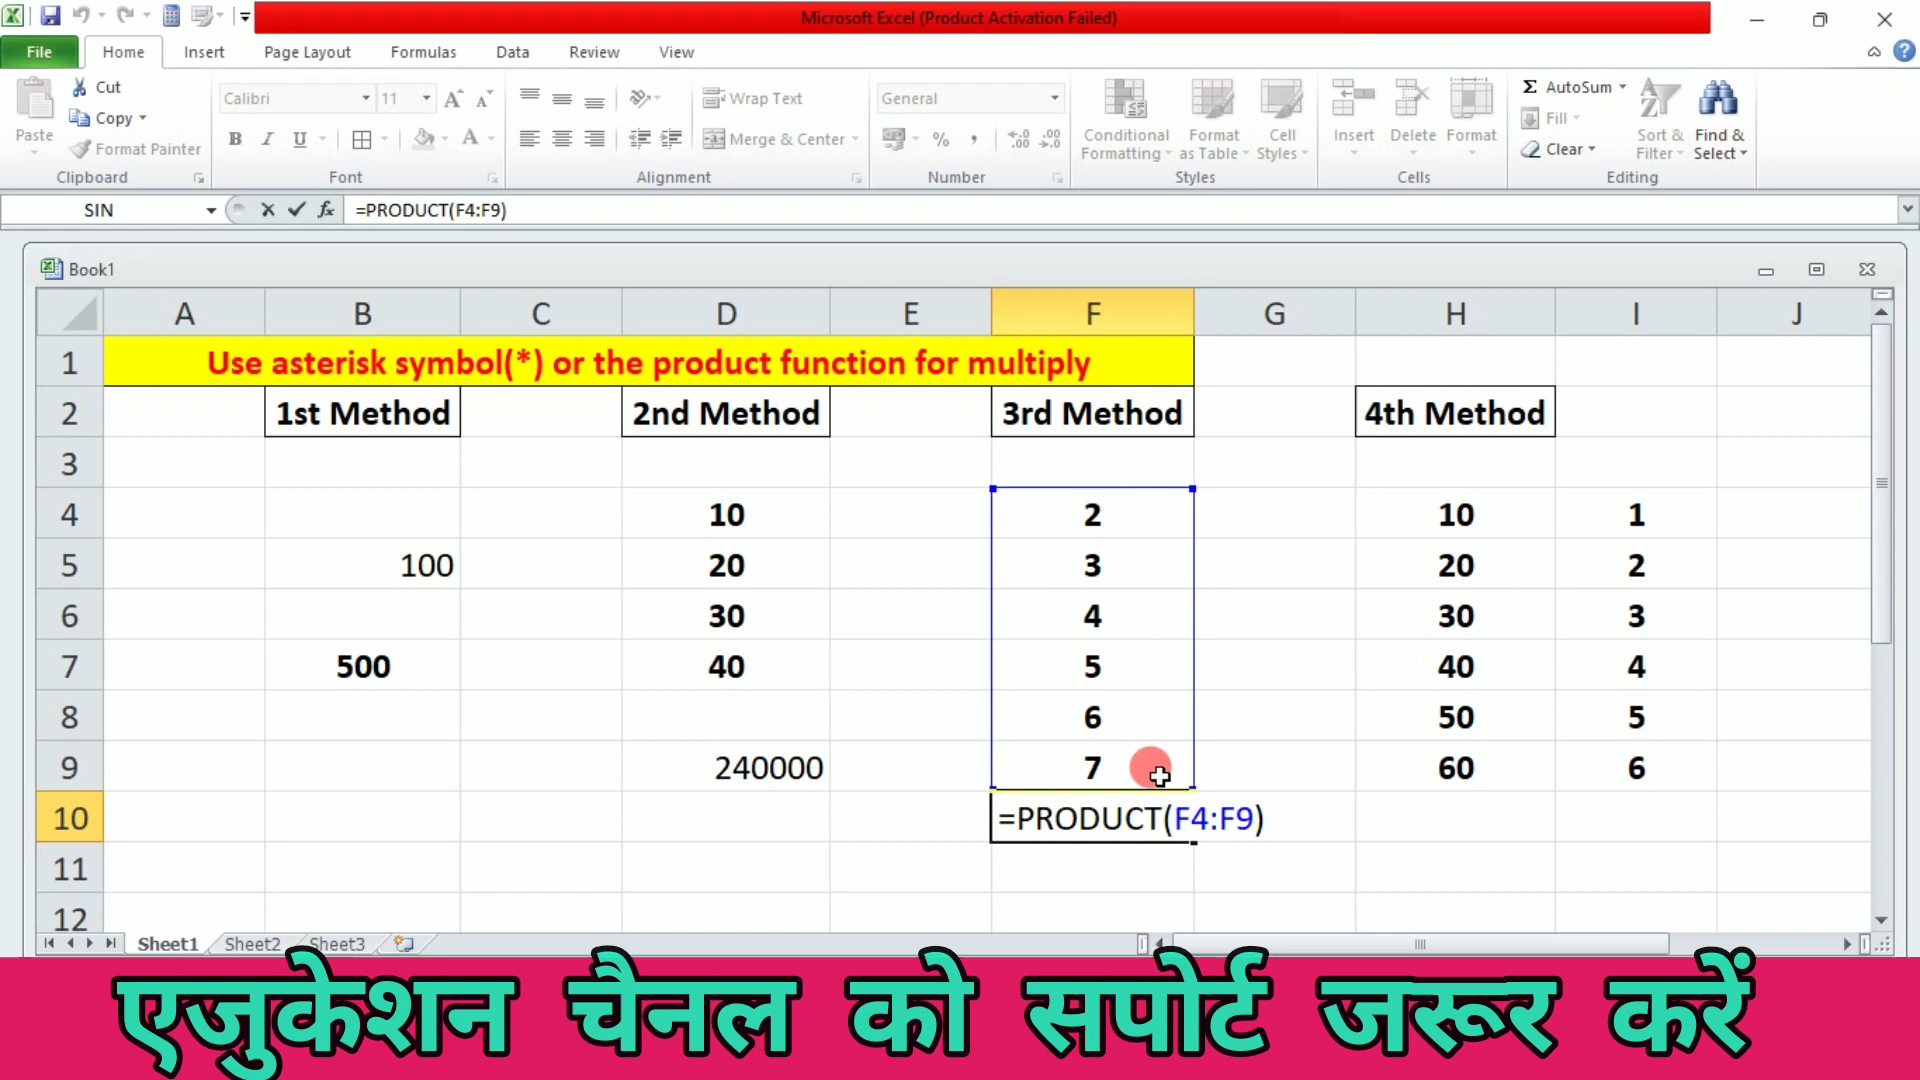 Microsoft Excel (Product Activation Failed)
File Home Insert Page Layout Formulas Data Review View
Paste Cut Copy Format Painter Clipboard
Calibri 11 B I U A Font
Wrap Text Merge & Center Alignment
General % , Number
Conditional Formatting Format as Table Cell Styles Styles
Insert Delete Format Cells
Σ AutoSum Fill Clear Sort & Filter Find & Select Editing
SIN fx =PRODUCT(F4:F9)
Book1
A B C D E F G H I J
1 Use asterisk symbol(*) or the product function for multiply
2 1st Method 2nd Method 3rd Method 4th Method
3
4 10 2 10 1
5 100 20 3 20 2
6 30 4 30 3
7 500 40 5 40 4
8 6 50 5
9 240000 7 60 6
10 =PRODUCT(F4:F9)
11
12
Sheet1 Sheet2 Sheet3
एजुकेशन चैनल को सपोर्ट जरूर करें